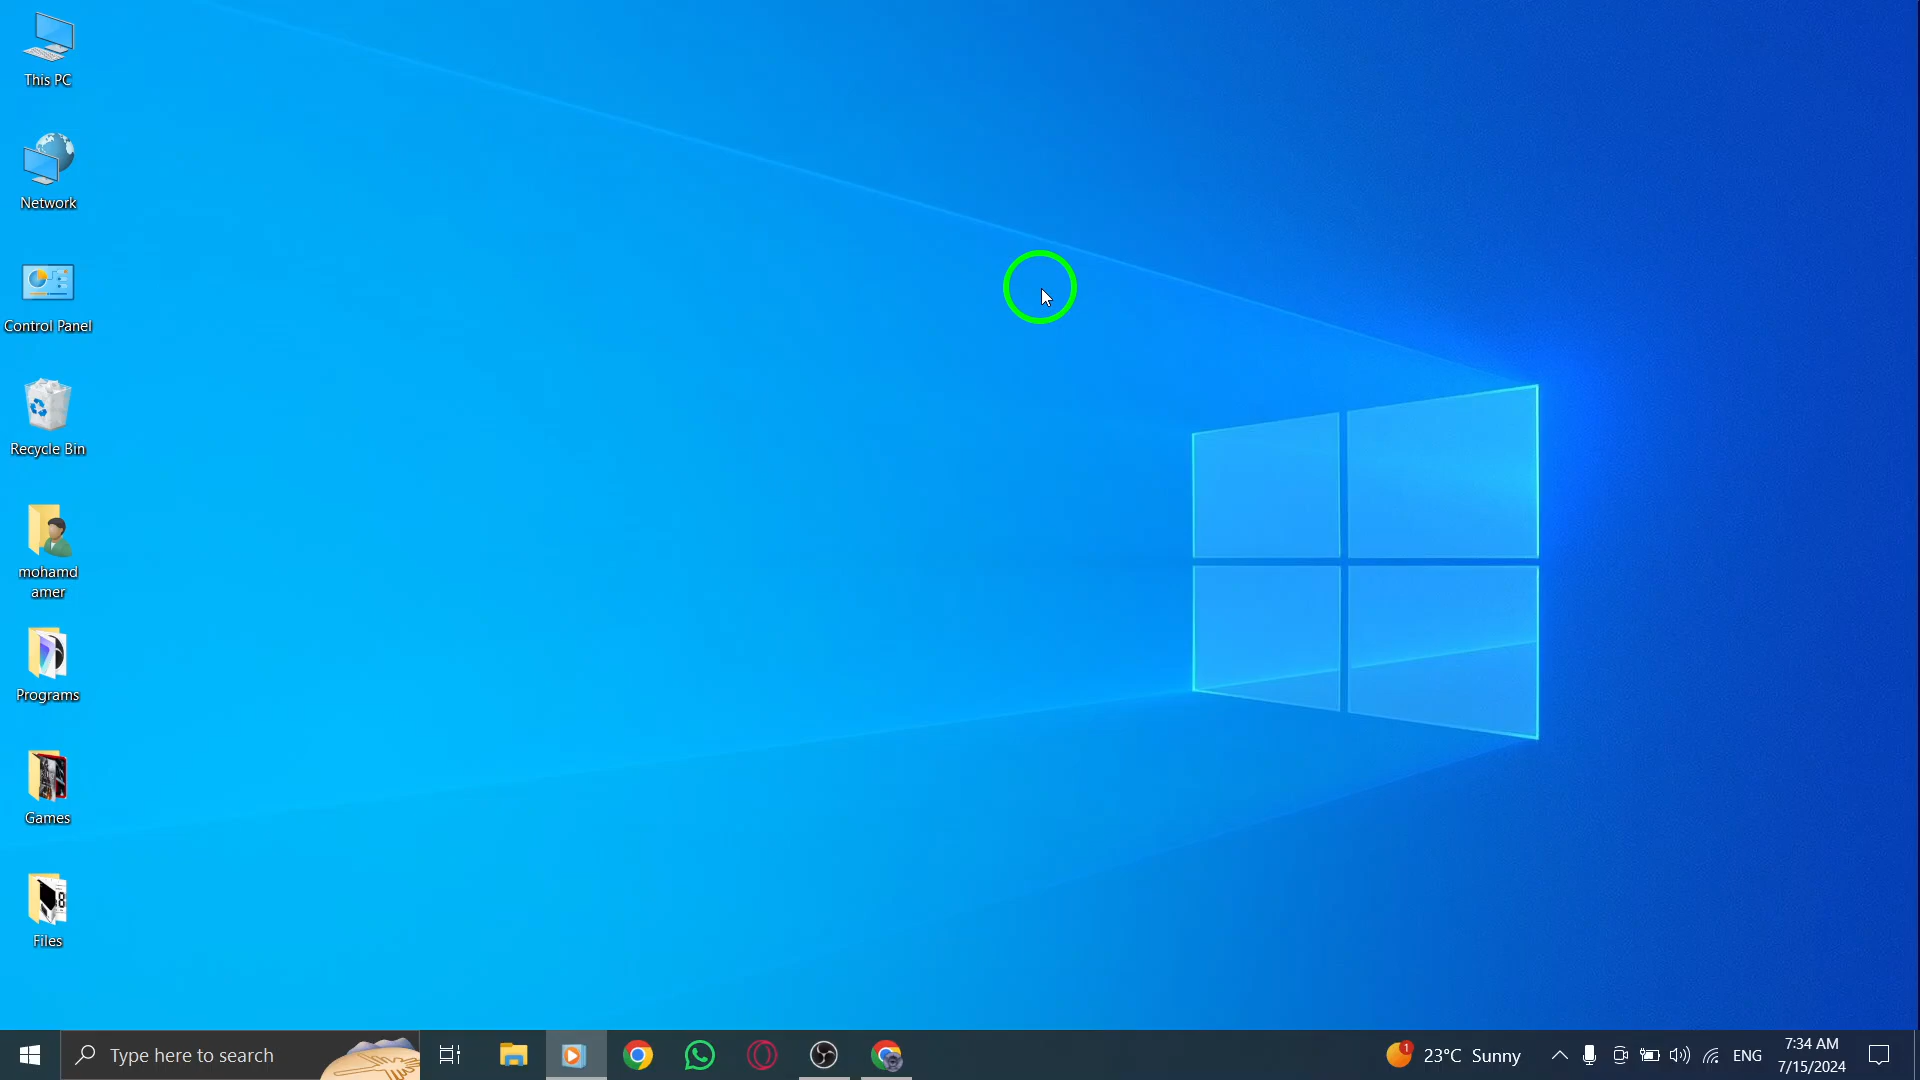 This PC
Network
Control Panel
Recycle Bin
mohamd
amer
Programs
Games
Files
Type here to search
1
23°C Sunny
ENG
7:34 AM
7/15/2024